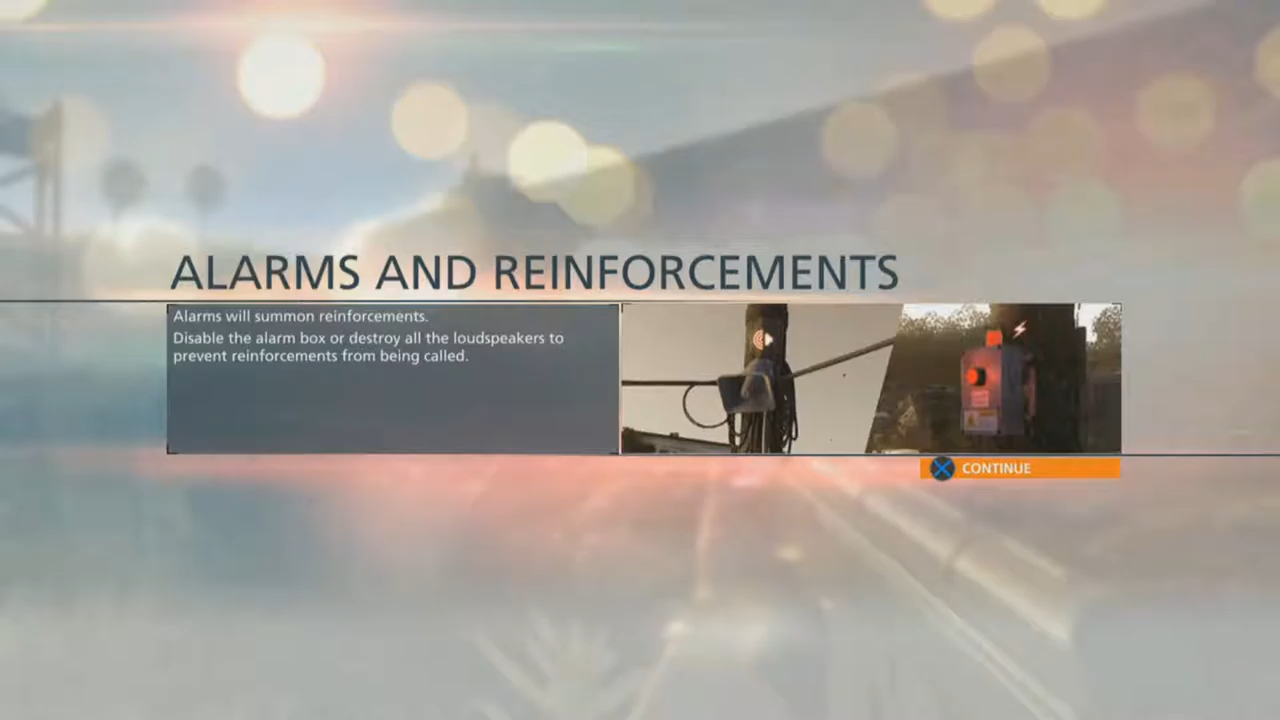 ALARMS AND REINFORCEMENTS
Alarms will summon reinforcements.
Disable the alarm box or destroy all the loudspeakers to
prevent reinforcements from being called.
CONTINUE